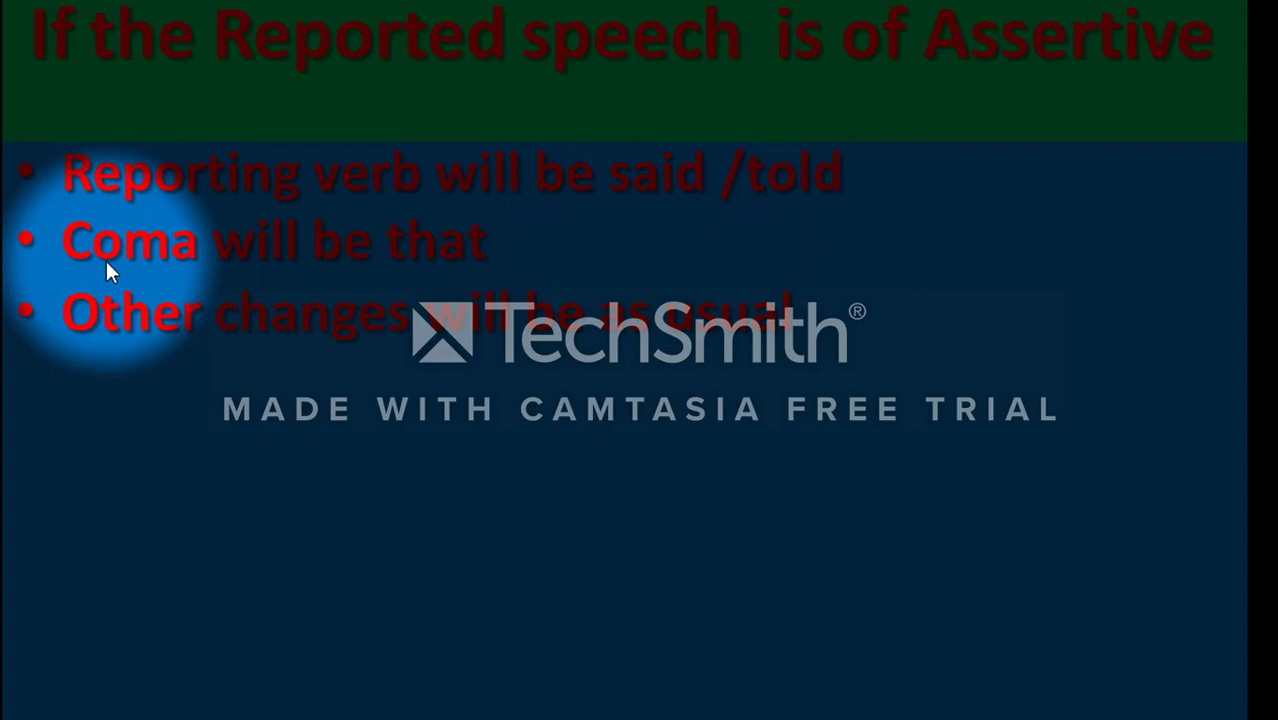 If the Reported speech is of Assertive
• Reporting verb will be said /told
• Coma will be that
• Other changes will be as usual
TechSmith®
MADE WITH CAMTASIA FREE TRIAL